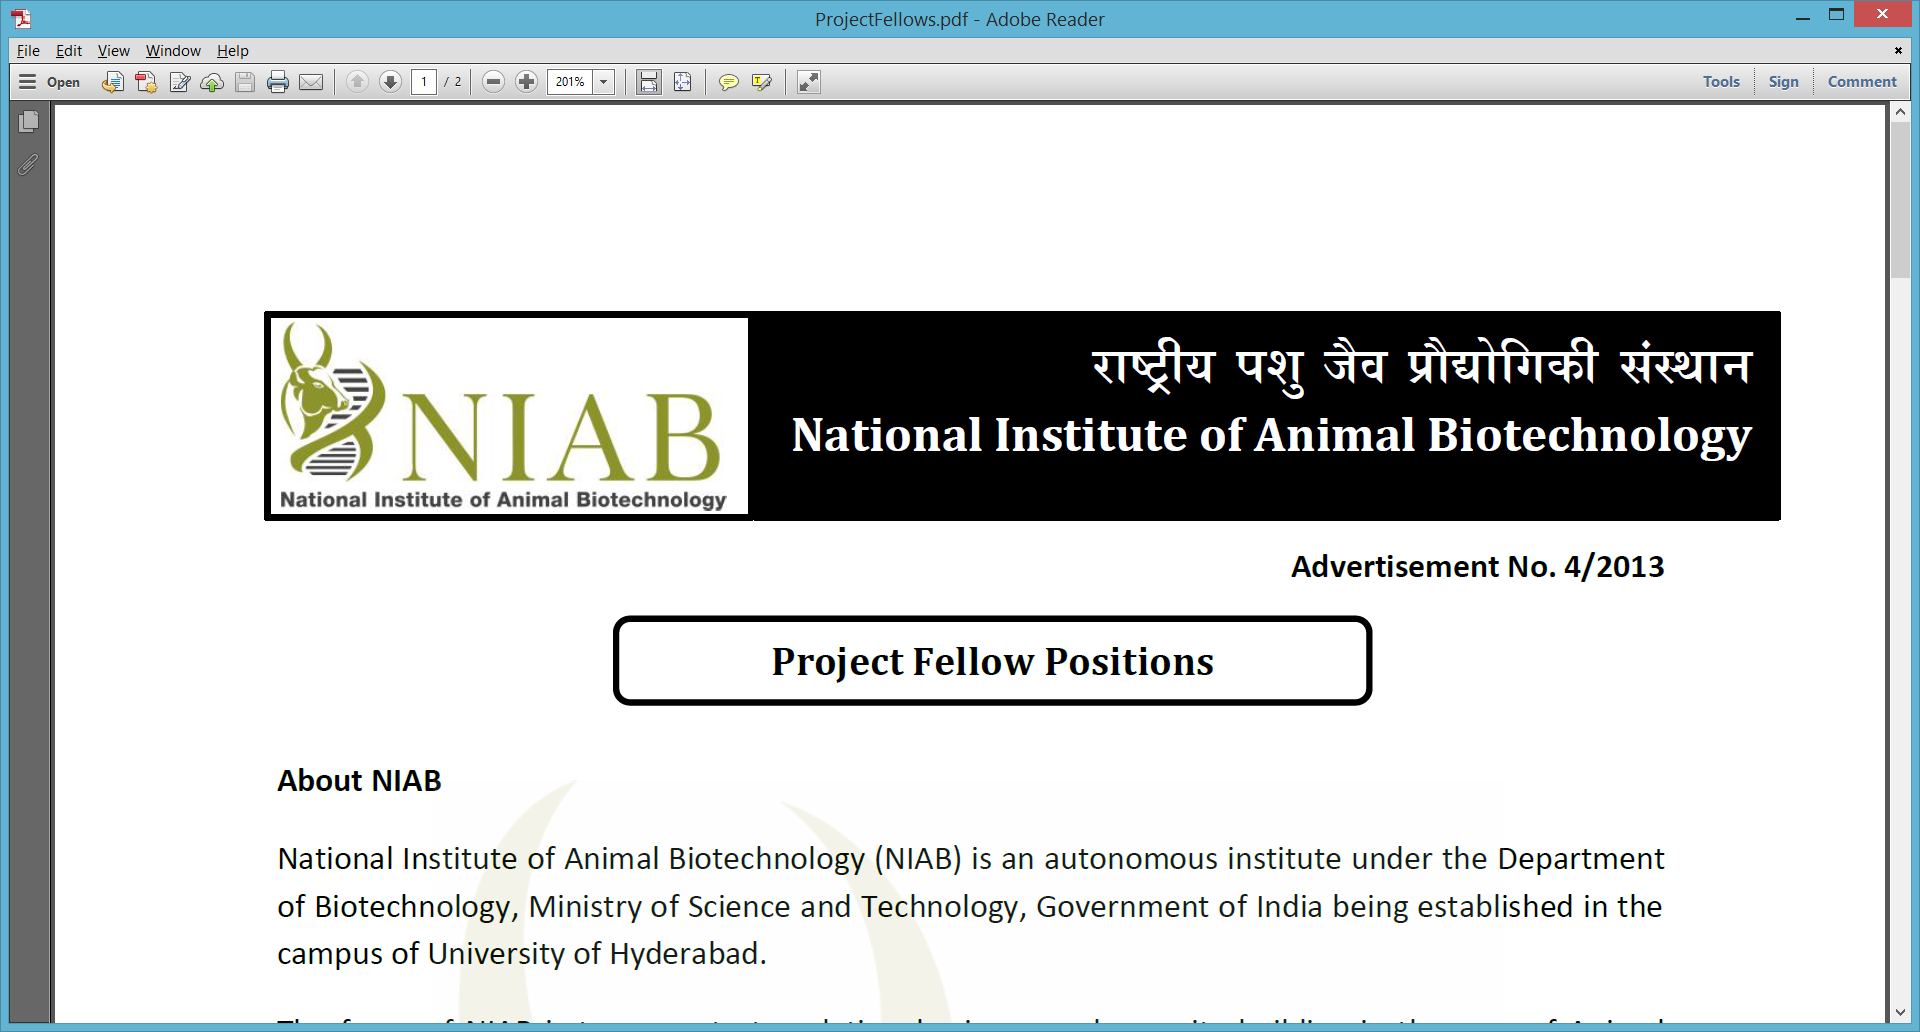 ProjectFellows.pdf - Adobe Reader
File Edit View Window Help
Open 1 / 2 201% Tools Sign Comment
राष्ट्रीय पशु जैव प्रौद्योगिकी संस्थान
National Institute of Animal Biotechnology
NIAB
National Institute of Animal Biotechnology
Advertisement No. 4/2013
Project Fellow Positions
About NIAB
National Institute of Animal Biotechnology (NIAB) is an autonomous institute under the Department
of Biotechnology, Ministry of Science and Technology, Government of India being established in the
campus of University of Hyderabad.